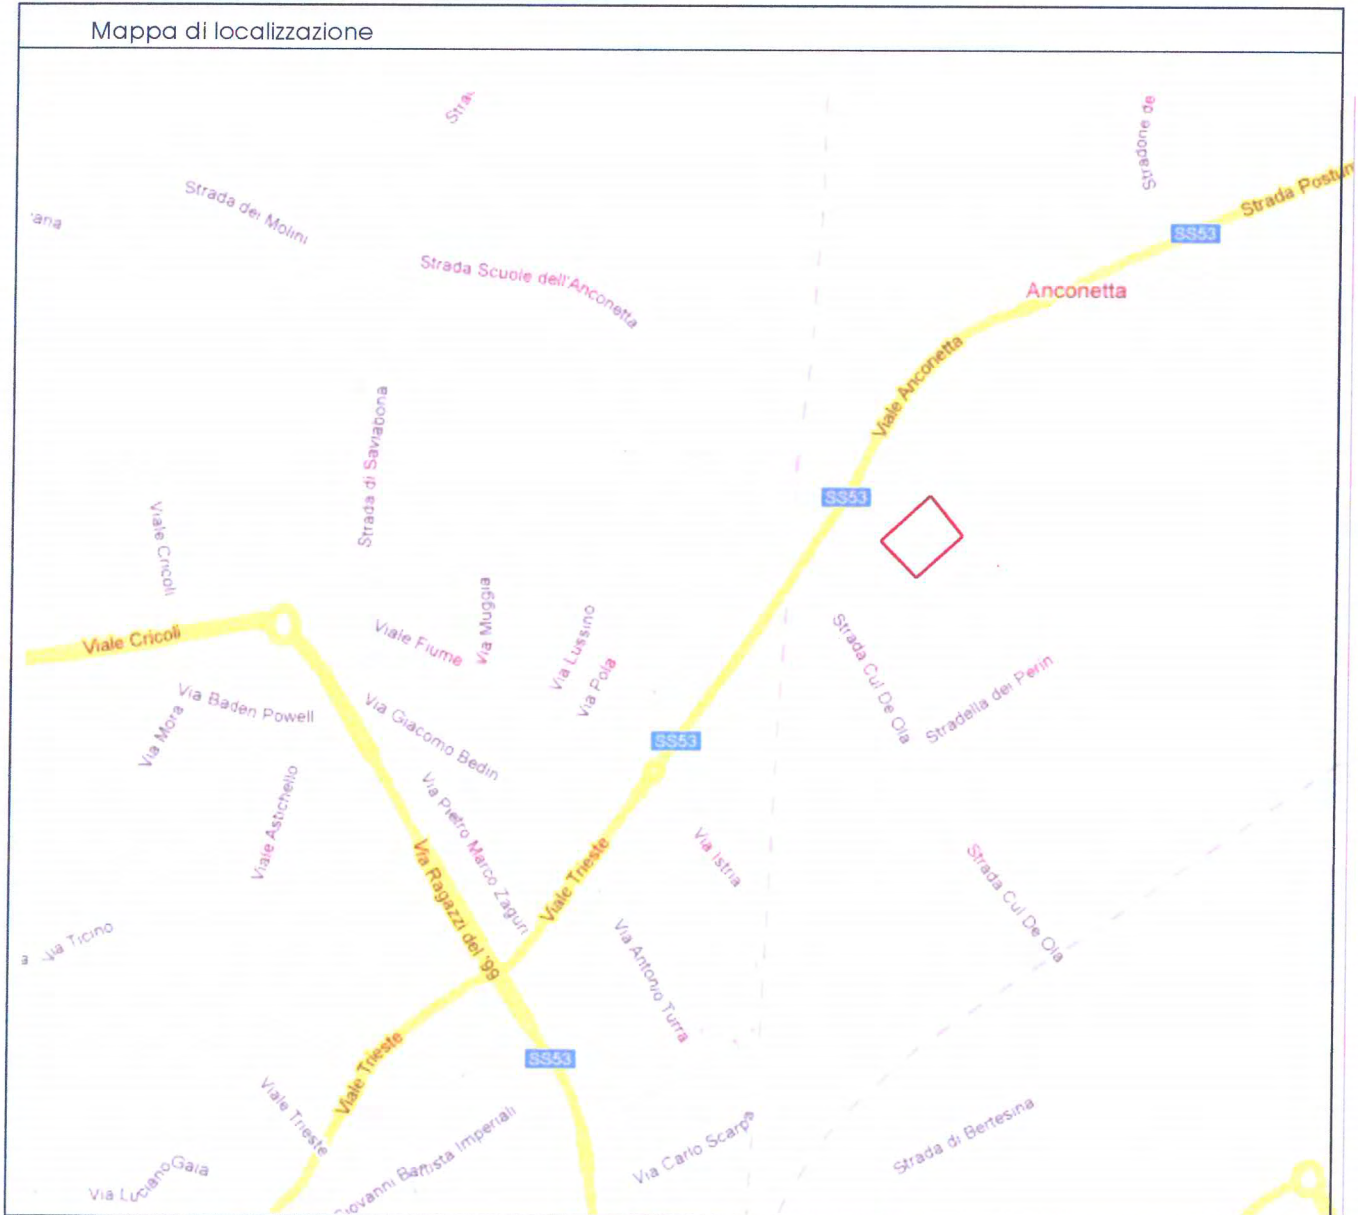 Mappa di localizzazione
Stradone de
Strada dei Molini
Strada Scuole dell'Anconetta
SS53
Anconetta
Viale Anconetta
Strada di Saviabona
SS53
Viale Cricoli
Viale Cricoli
Viale Fiume
Via Muggia
Via Lussino
Via Pola
Strada Cul De Ola
Stradella dei Perin
Via Baden Powell
Via Mora
Via Giacomo Bedin
SS53
Viale Astichello
Via Pietro Marco Zaguri
Via Ragazzi del '99
Viale Trieste
Via Istria
Strada Cul De Ola
Via Ticino
Via Antonio Turra
Viale Trieste
SS53
Viale Trieste
Giovanni Battista Imperiali
Via Carlo Scarpa
Strada di Bertesina
Via Luciano Gaia